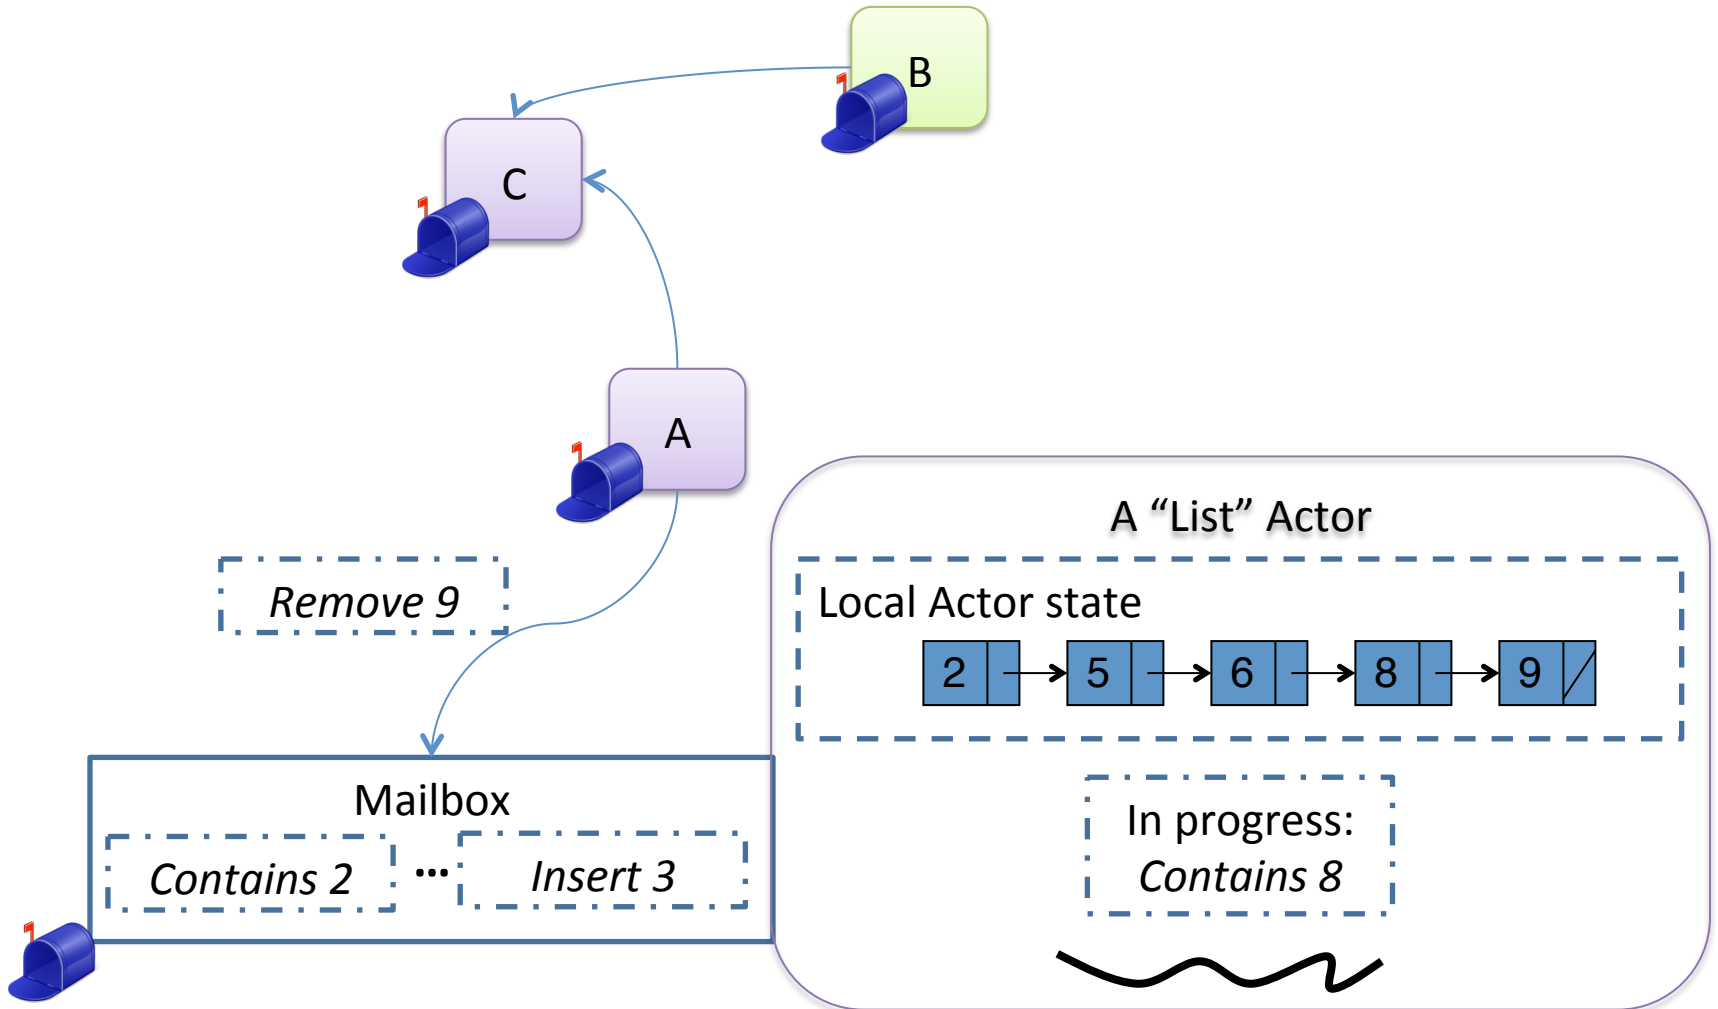 B
C
A
A “List” Actor
Remove 9
Local Actor state
2 5 6 8 9
Mailbox
In progress:
Contains 8
Contains 2 ... Insert 3